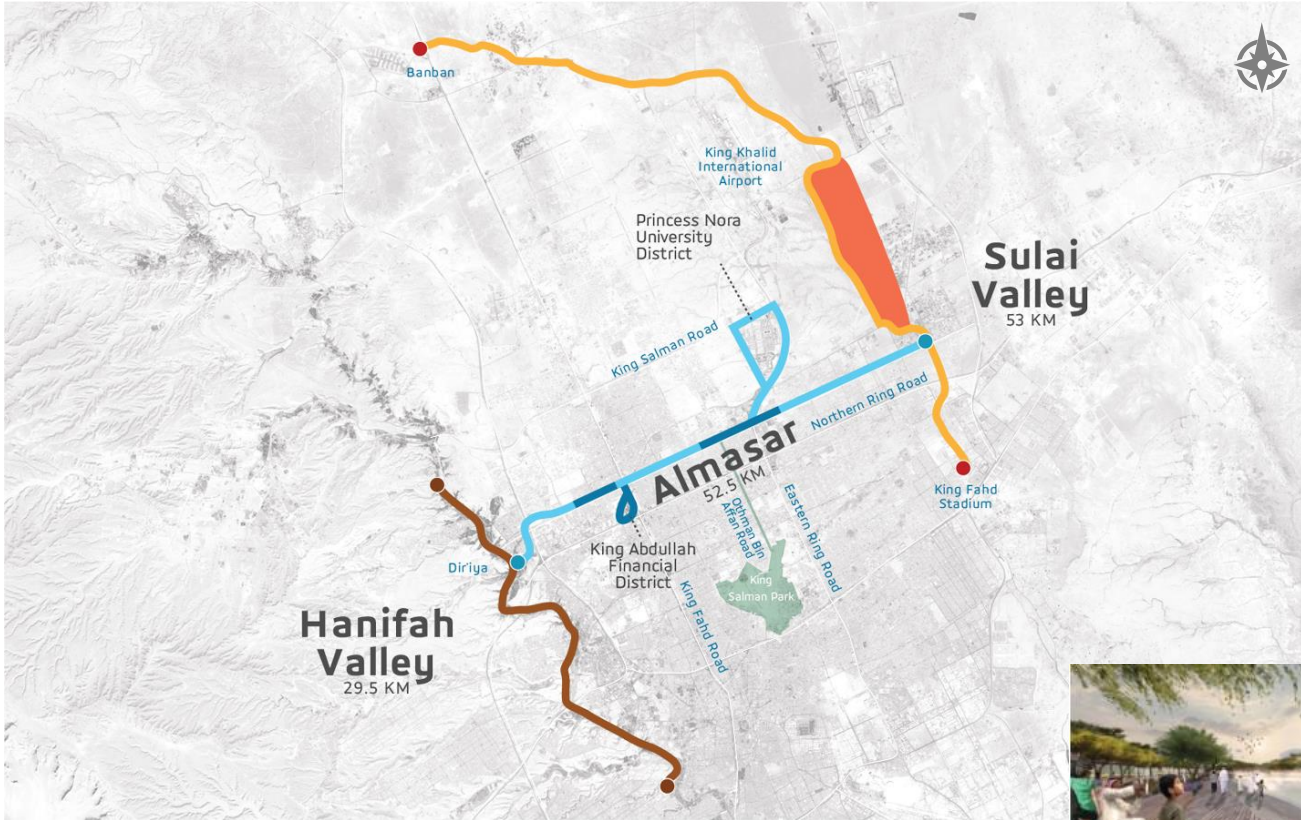 Banban
King Khalid
International
Airport
Princess Nora
University
District
Sulai
Valley
53 KM
King Salman Road
Northern Ring Road
Almasar
52.5 KM
King Fahd
Stadium
Othman Bin
Affan Road
Eastern Ring Road
King Abdullah
Financial
District
Dir'iya
King
Salman Park
King Fahd Road
Hanifah
Valley
29.5 KM